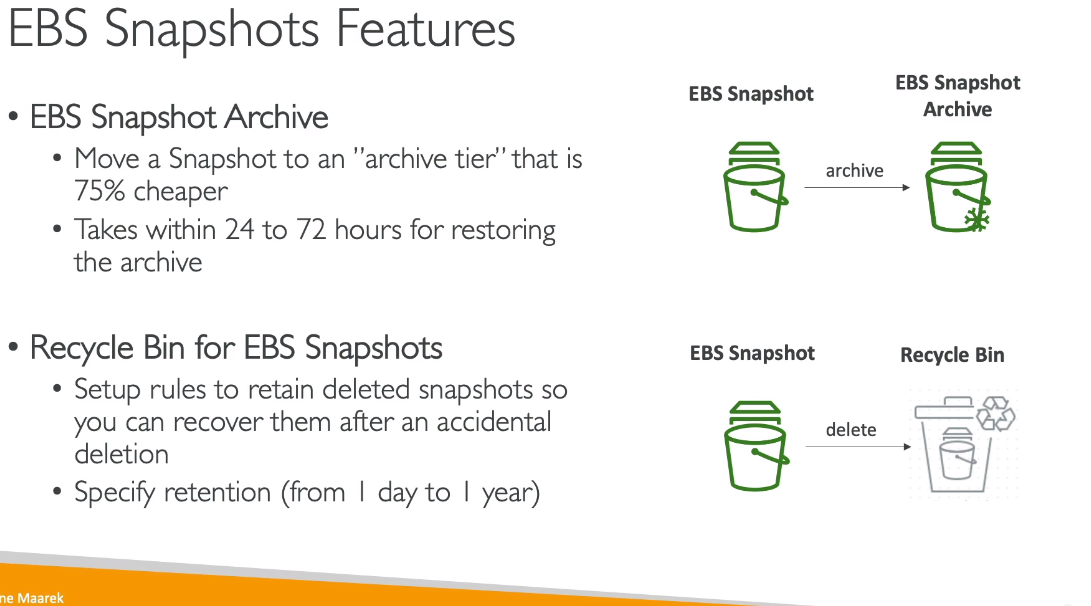 EBS Snapshots Features
• EBS Snapshot Archive
• Move a Snapshot to an ”archive tier” that is
75% cheaper
• Takes within 24 to 72 hours for restoring
the archive
EBS Snapshot
EBS Snapshot
Archive
archive
• Recycle Bin for EBS Snapshots
• Setup rules to retain deleted snapshots so
you can recover them after an accidental
deletion
• Specify retention (from 1 day to 1 year)
EBS Snapshot
Recycle Bin
delete
ne Maarek